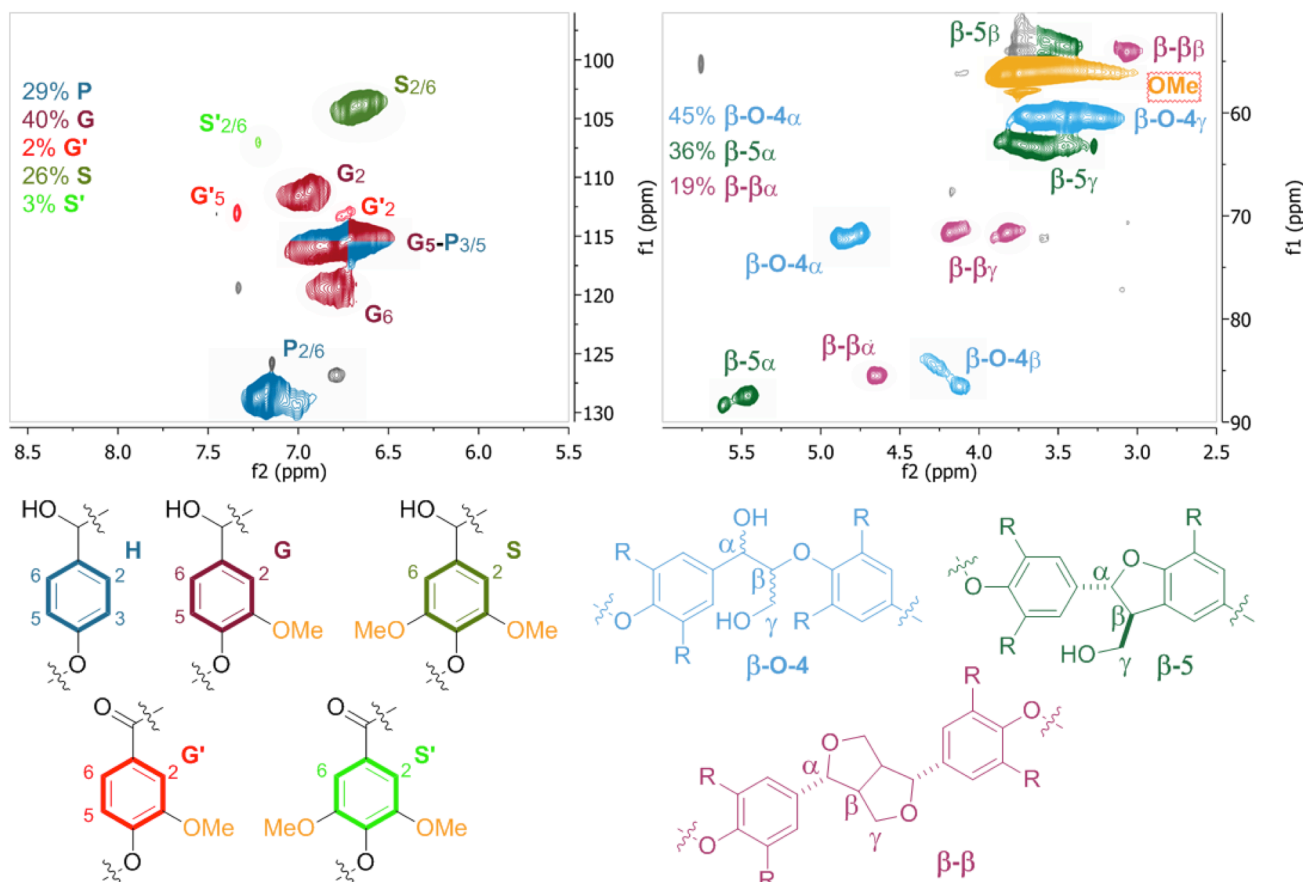 29% P
40% G
2% G'
26% S
3% S'
S2/6
S'2/6
G2
G'5
G'2
G5-P3/5
G6
P2/6
100
105
110
115
120
125
130
f1 (ppm)
8.5 8.0 7.5 7.0 6.5 6.0 5.5
f2 (ppm)
45% β-O-4α
36% β-5α
19% β-βα
β-5β
β-ββ
OMe
β-O-4γ
β-5γ
β-O-4α
β-βγ
β-5α
β-βα
β-O-4β
60
70
80
90
f1 (ppm)
5.5 5.0 4.5 4.0 3.5 3.0 2.5
f2 (ppm)
HO
H
6 2
5 3
O
HO
G
6 2
5
OMe
O
HO
S
6 2
MeO OMe
O
O
G'
6 2
5
OMe
O
O
S'
6 2
MeO OMe
O
OH
R R
α O
β
O HO γ R
R
β-O-4
R R
O O
α
β
R
HO γ
β-5
R
O
O
α R
R
β O
γ
O
R
β-β